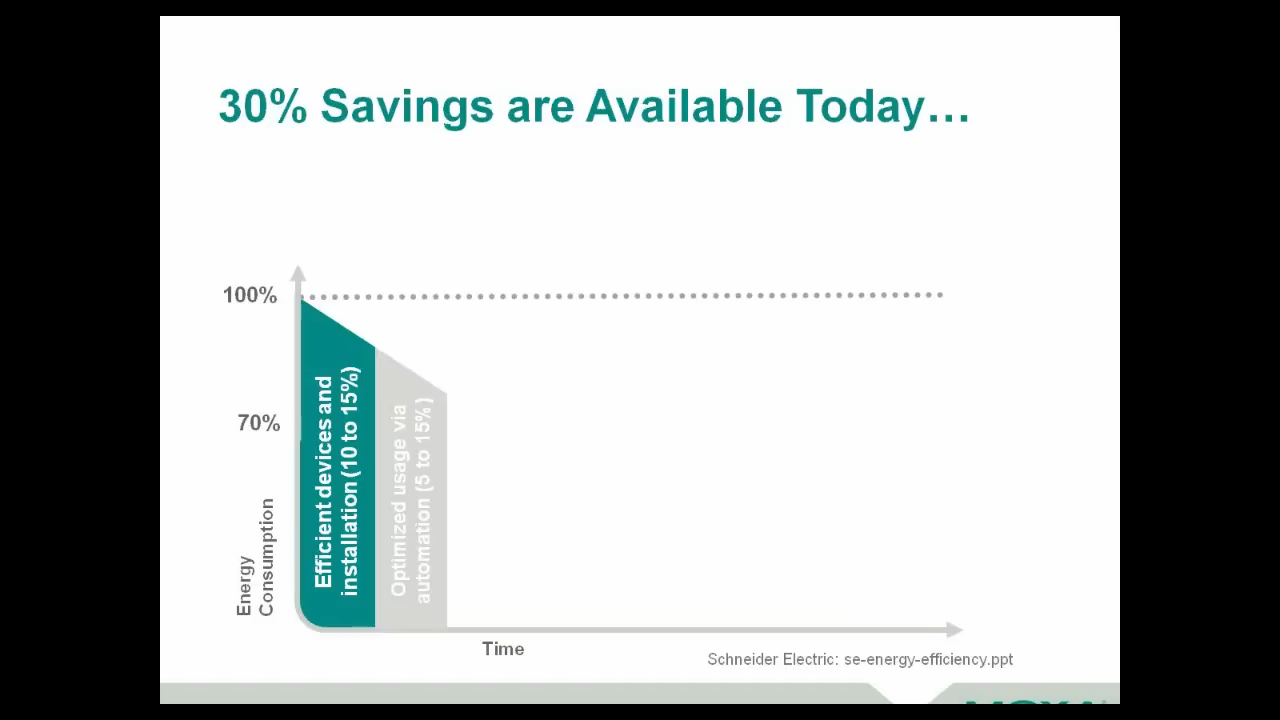 30% Savings are Available Today…
100%
70%
Energy
Consumption
Efficient devices and
installation (10 to 15%)
Optimized usage via
automation (5 to 15%)
Time
Schneider Electric: se-energy-efficiency.ppt